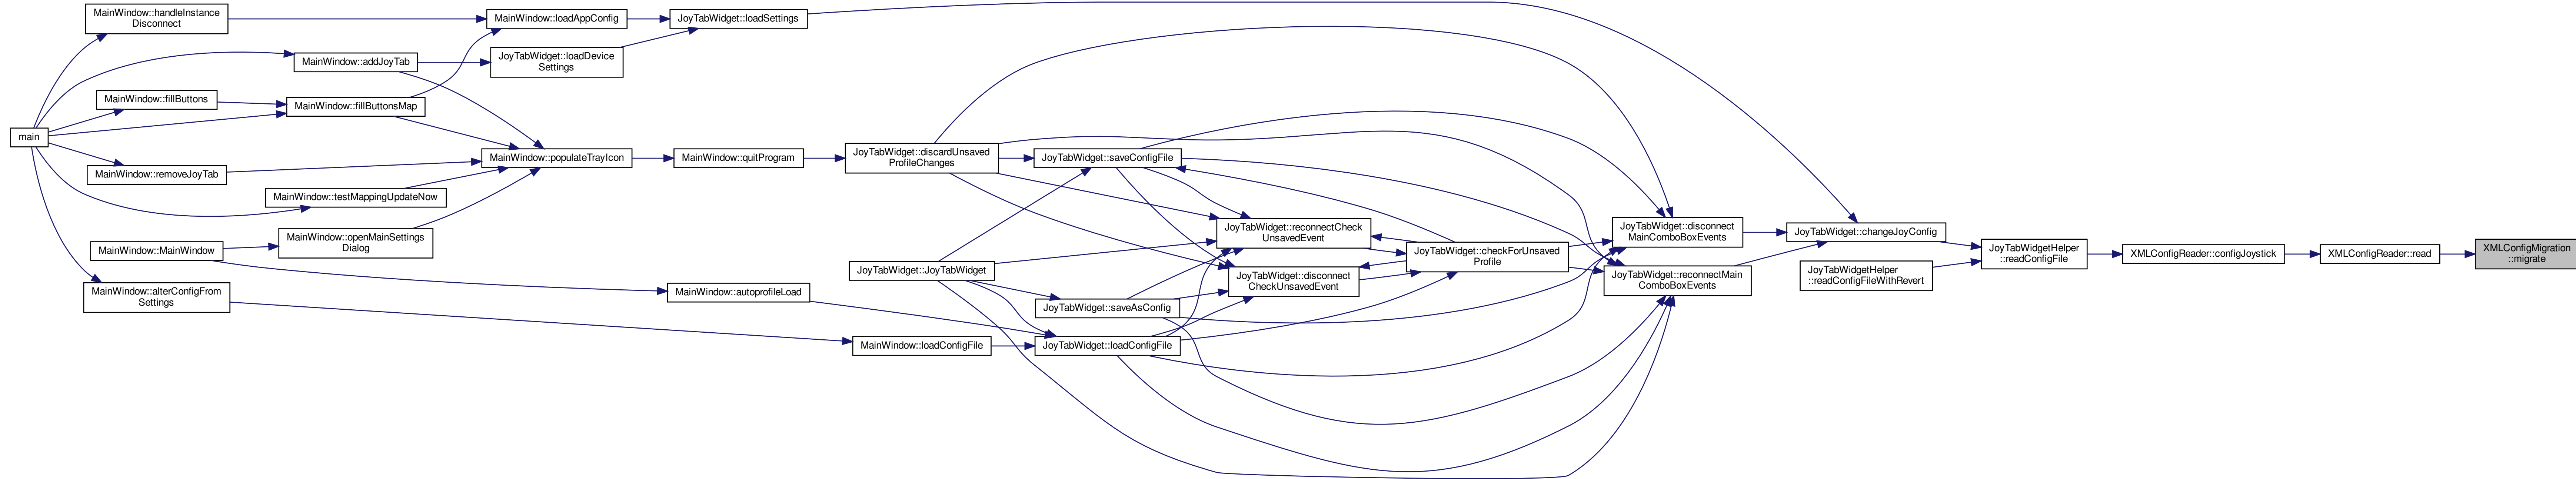 main
MainWindow::handleInstance
Disconnect
MainWindow::addJoyTab
MainWindow::fillButtons
MainWindow::fillButtonsMap
MainWindow::removeJoyTab
MainWindow::testMappingUpdateNow
MainWindow::MainWindow
MainWindow::openMainSettings
Dialog
MainWindow::alterConfigFrom
Settings
MainWindow::loadAppConfig
JoyTabWidget::loadDevice
Settings
MainWindow::populateTrayIcon
JoyTabWidget::loadSettings
MainWindow::quitProgram
MainWindow::autoprofileLoad
JoyTabWidget::discardUnsaved
ProfileChanges
JoyTabWidget::JoyTabWidget
MainWindow::loadConfigFile
JoyTabWidget::saveConfigFile
JoyTabWidget::saveAsConfig
JoyTabWidget::loadConfigFile
JoyTabWidget::reconnectCheck
UnsavedEvent
JoyTabWidget::disconnect
CheckUnsavedEvent
JoyTabWidget::checkForUnsaved
Profile
JoyTabWidget::disconnect
MainComboBoxEvents
JoyTabWidget::reconnectMain
ComboBoxEvents
JoyTabWidget::changeJoyConfig
JoyTabWidgetHelper
::readConfigFileWithRevert
JoyTabWidgetHelper
::readConfigFile
XMLConfigReader::configJoystick
XMLConfigReader::read
XMLConfigMigration
::migrate